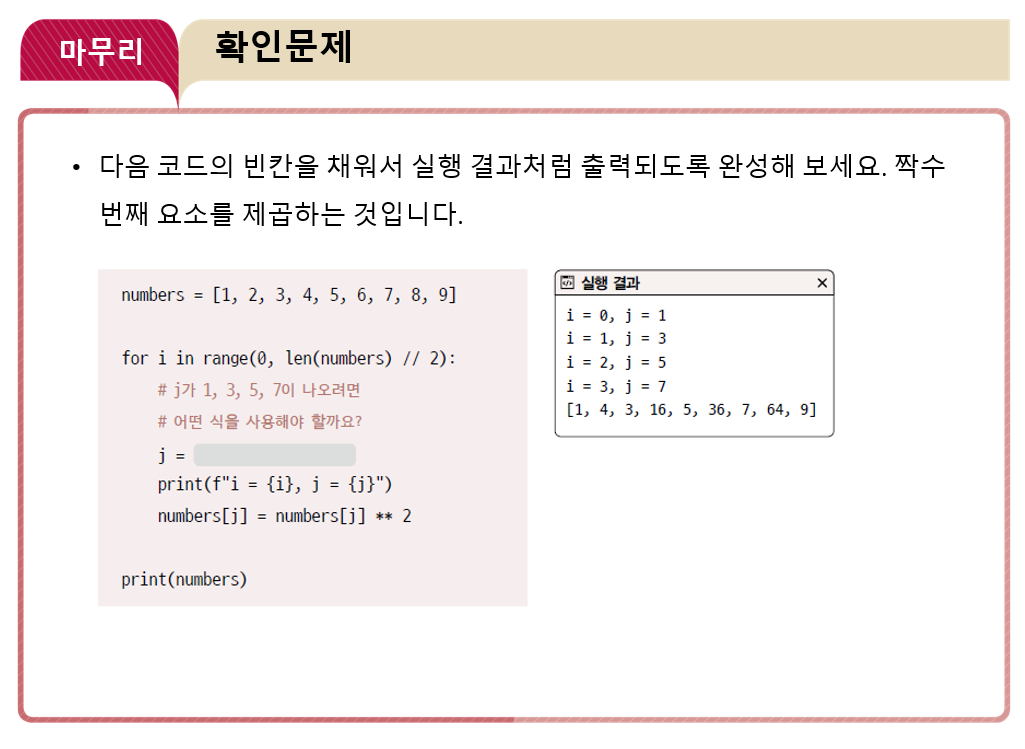 마무리
확인문제
• 다음 코드의 빈칸을 채워서 실행 결과처럼 출력되도록 완성해 보세요. 짝수
번째 요소를 제곱하는 것입니다.
numbers = [1, 2, 3, 4, 5, 6, 7, 8, 9]
for i in range(0, len(numbers) // 2):
    # j가 1, 3, 5, 7이 나오려면
    # 어떤 식을 사용해야 할까요?
    j =
    print(f"i = {i}, j = {j}")
    numbers[j] = numbers[j] ** 2
print(numbers)
실행 결과
i = 0, j = 1
i = 1, j = 3
i = 2, j = 5
i = 3, j = 7
[1, 4, 3, 16, 5, 36, 7, 64, 9]